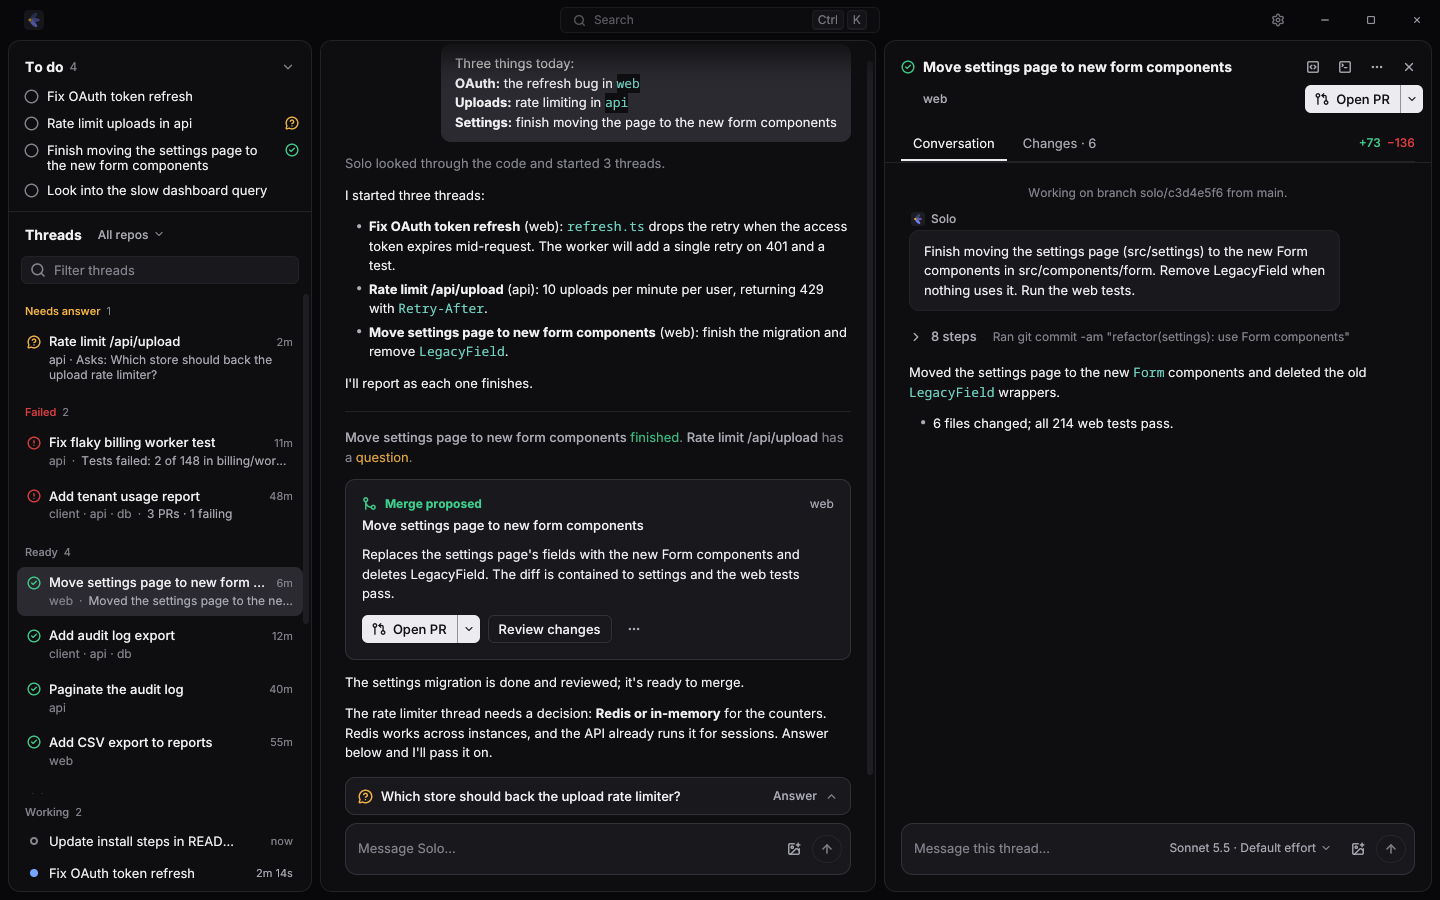 Search Ctrl K
To do 4
Fix OAuth token refresh
Rate limit uploads in api
Finish moving the settings page to
the new form components
Look into the slow dashboard query
Threads All repos
Filter threads
Needs answer 1
Rate limit /api/upload 2m
api · Asks: Which store should back the
upload rate limiter?
Failed 2
Fix flaky billing worker test 11m
api · Tests failed: 2 of 148 in billing/wor...
Add tenant usage report 48m
client · api · db · 3 PRs · 1 failing
Ready 4
Move settings page to new form ... 6m
web · Moved the settings page to the ne...
Add audit log export 12m
client · api · db
Paginate the audit log 40m
api
Add CSV export to reports 55m
web
Working 2
Update install steps in READ... now
Fix OAuth token refresh 2m 14s
Three things today:
OAuth: the refresh bug in web
Uploads: rate limiting in api
Settings: finish moving the page to the new form components
Solo looked through the code and started 3 threads.
I started three threads:
• Fix OAuth token refresh (web): refresh.ts drops the retry when the access
token expires mid-request. The worker will add a single retry on 401 and a
test.
• Rate limit /api/upload (api): 10 uploads per minute per user, returning 429
with Retry-After.
• Move settings page to new form components (web): finish the migration and
remove LegacyField.
I'll report as each one finishes.
Move settings page to new form components finished. Rate limit /api/upload has
a question.
Merge proposed web
Move settings page to new form components
Replaces the settings page's fields with the new Form components and
deletes LegacyField. The diff is contained to settings and the web tests
pass.
Open PR Review changes ...
The settings migration is done and reviewed; it's ready to merge.
The rate limiter thread needs a decision: Redis or in-memory for the counters.
Redis works across instances, and the API already runs it for sessions. Answer
below and I'll pass it on.
Which store should back the upload rate limiter? Answer
Message Solo...
Move settings page to new form components
web Open PR
Conversation Changes · 6 +73 −136
Working on branch solo/c3d4e5f6 from main.
Solo
Finish moving the settings page (src/settings) to the new Form
components in src/components/form. Remove LegacyField when
nothing uses it. Run the web tests.
8 steps Ran git commit -am "refactor(settings): use Form components"
Moved the settings page to the new Form components and deleted the old
LegacyField wrappers.
• 6 files changed; all 214 web tests pass.
Message this thread... Sonnet 5.5 · Default effort